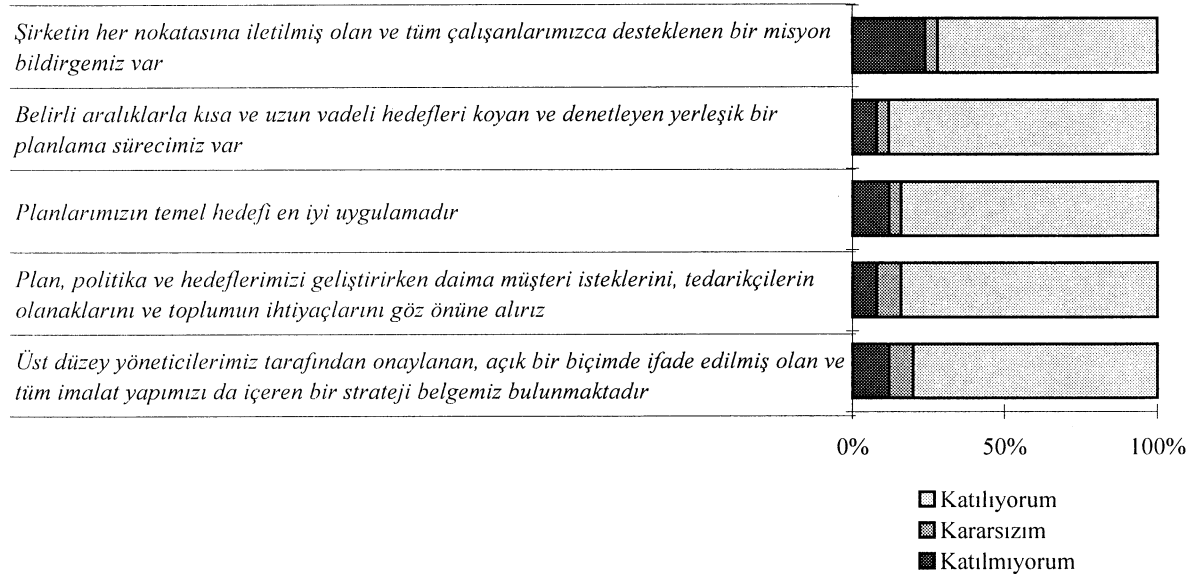 Şirketin her nokatasına iletilmiş olan ve tüm çalışanlarımızca desteklenen bir misyon
bildirgemiz var
Belirli aralıklarla kısa ve uzun vadeli hedefleri koyan ve denetleyen yerleşik bir
planlama sürecimiz var
Planlarımızın temel hedefi en iyi uygulamadır
Plan, politika ve hedeflerimizi geliştirirken daima müşteri isteklerini, tedarikçilerin
olanaklarını ve toplumun ihtiyaçlarını göz önüne alırız
Üst düzey yöneticilerimiz tarafından onaylanan, açık bir biçimde ifade edilmiş olan ve
tüm imalat yapımızı da içeren bir strateji belgemiz bulunmaktadır
0% 50% 100%
Katılıyorum
Kararsızım
Katılmıyorum